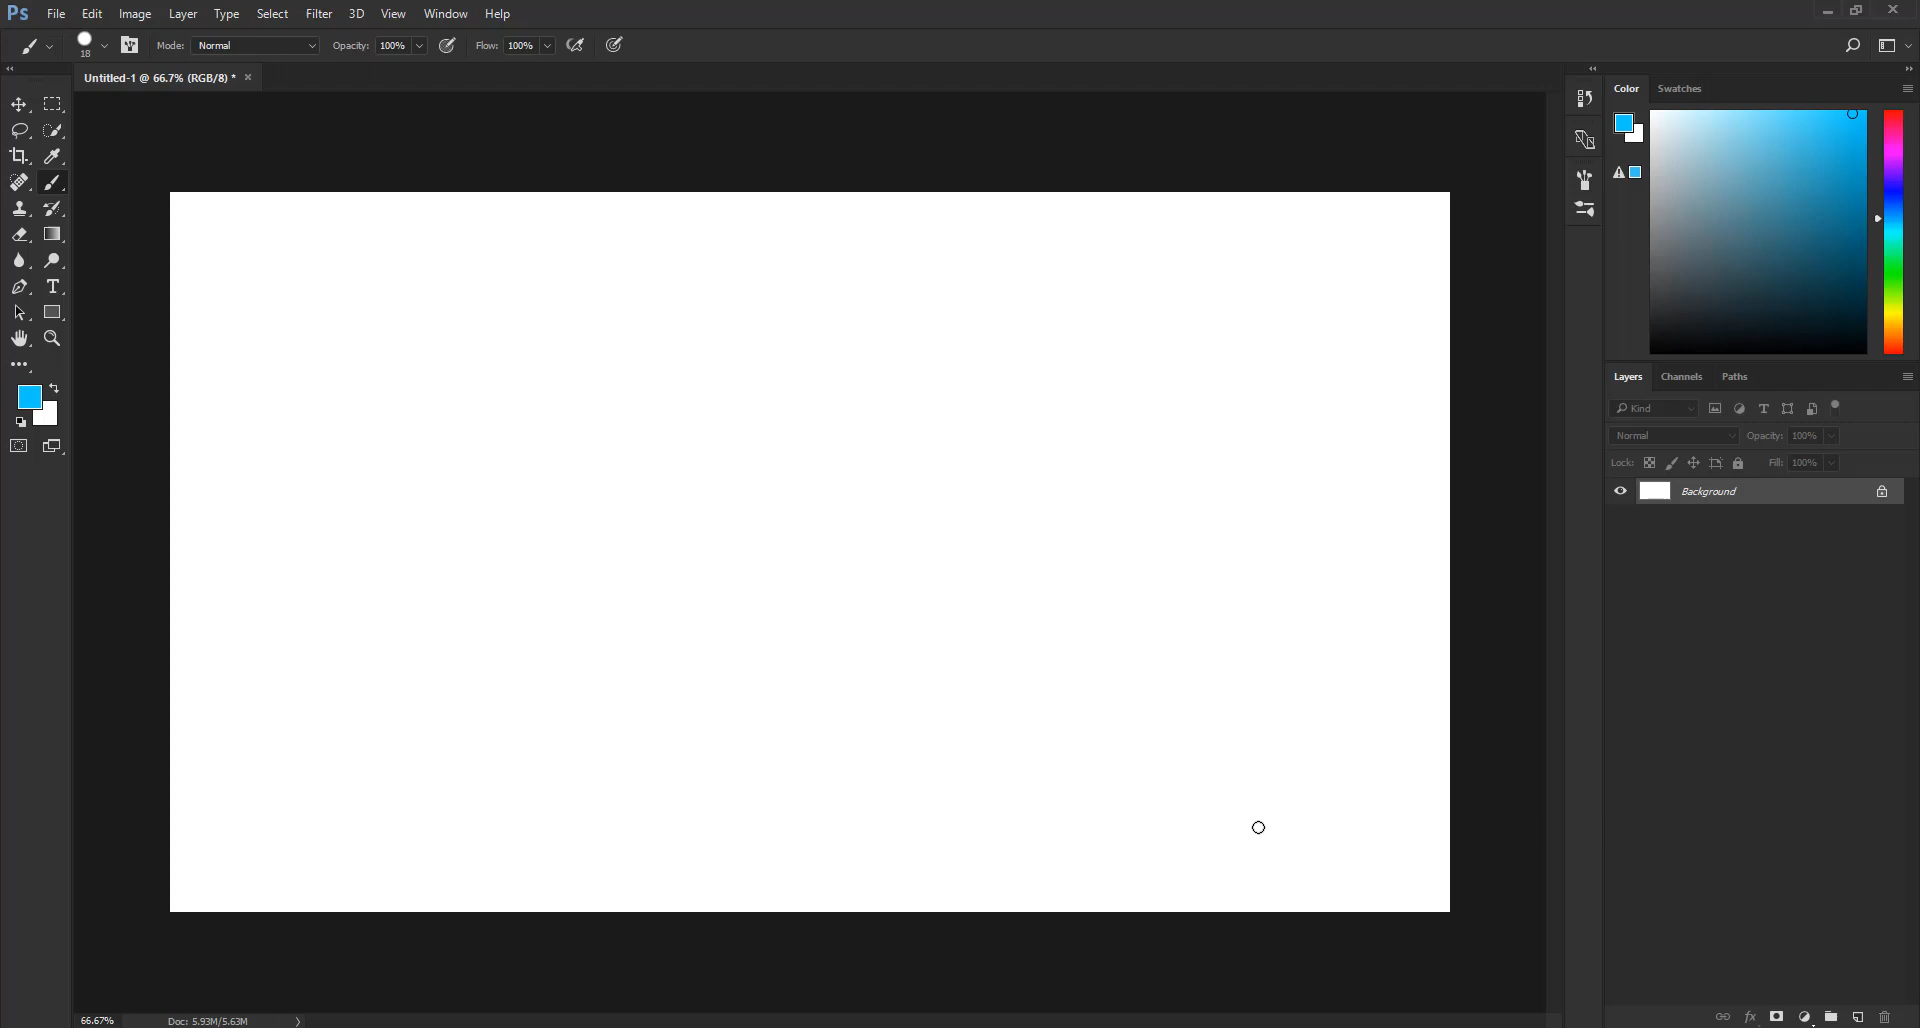 Ps File Edit Image Layer Type Select Filter 3D View Window Help
18 Mode: Normal Opacity: 100% Flow: 100%
Untitled-1 @ 66.7% (RGB/8) *
Color Swatches
Layers Channels Paths
Kind
Normal Opacity: 100%
Lock: Fill: 100%
Background
fx
66.67% Doc: 5.93M/5.63M